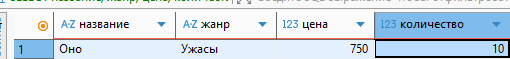 A-Z название A-Z жанр 123 цена 123 количество
1 Оно Ужасы 750 10